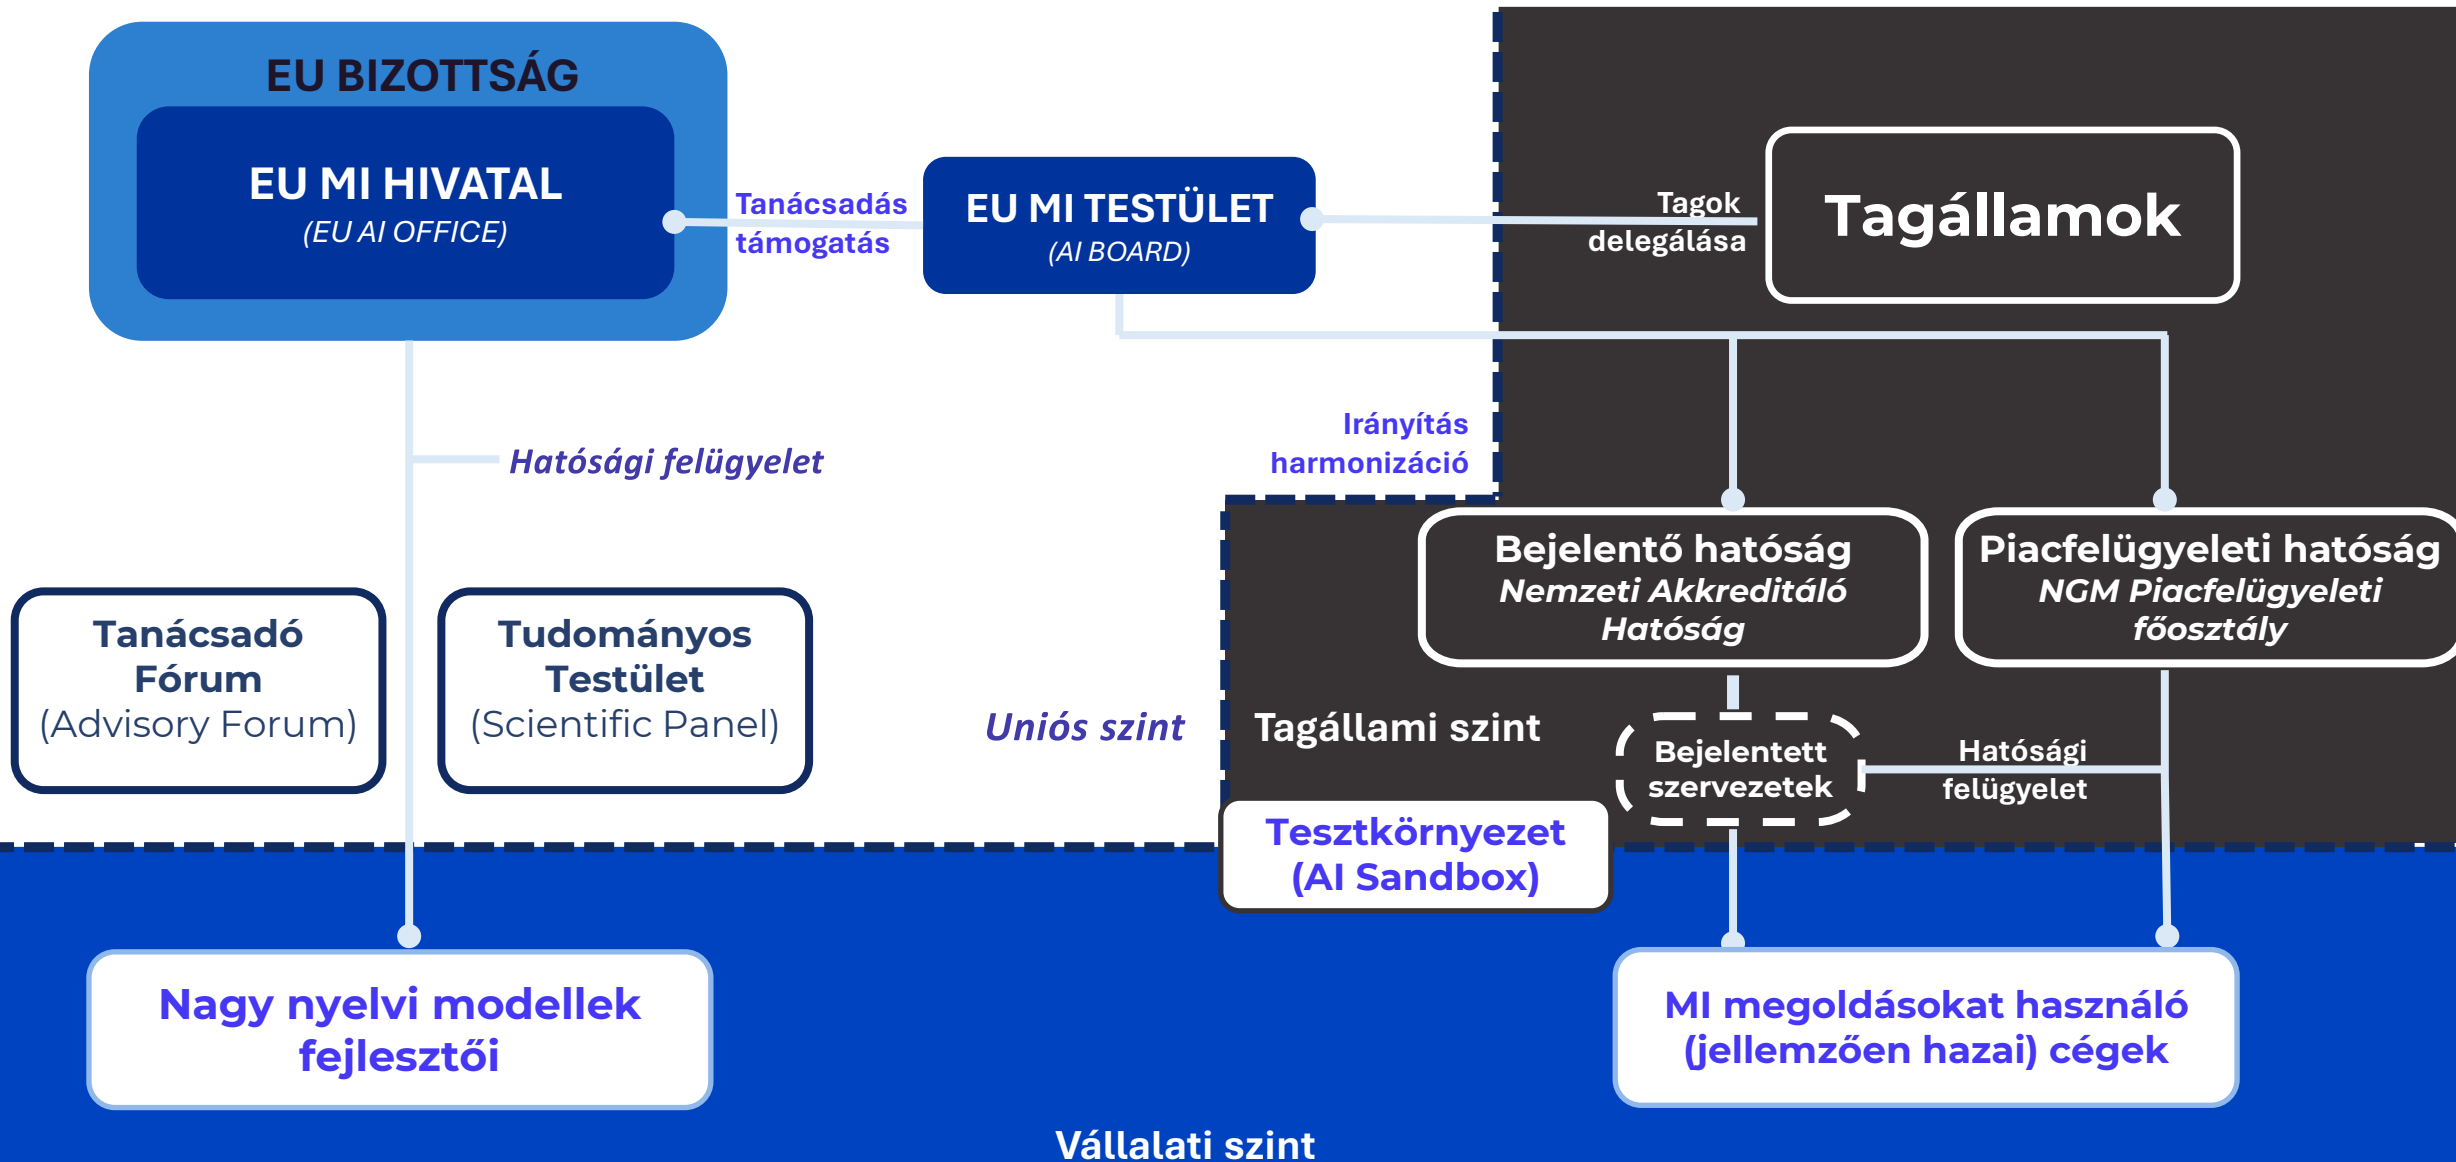 EU BIZOTTSÁG
EU MI HIVATAL
(EU AI OFFICE)
Tanácsadás
támogatás
EU MI TESTÜLET
(AI BOARD)
Tagok
delegálása
Tagállamok
Irányítás
harmonizáció
Hatósági felügyelet
Bejelentő hatóság
Nemzeti Akkreditáló
Hatóság
Piacfelügyeleti hatóság
NGM Piacfelügyeleti
főosztály
Tanácsadó
Fórum
(Advisory Forum)
Tudományos
Testület
(Scientific Panel)
Uniós szint
Tagállami szint
Bejelentett
szervezetek
Hatósági
felügyelet
Tesztkörnyezet
(AI Sandbox)
Nagy nyelvi modellek
fejlesztői
MI megoldásokat használó
(jellemzően hazai) cégek
Vállalati szint